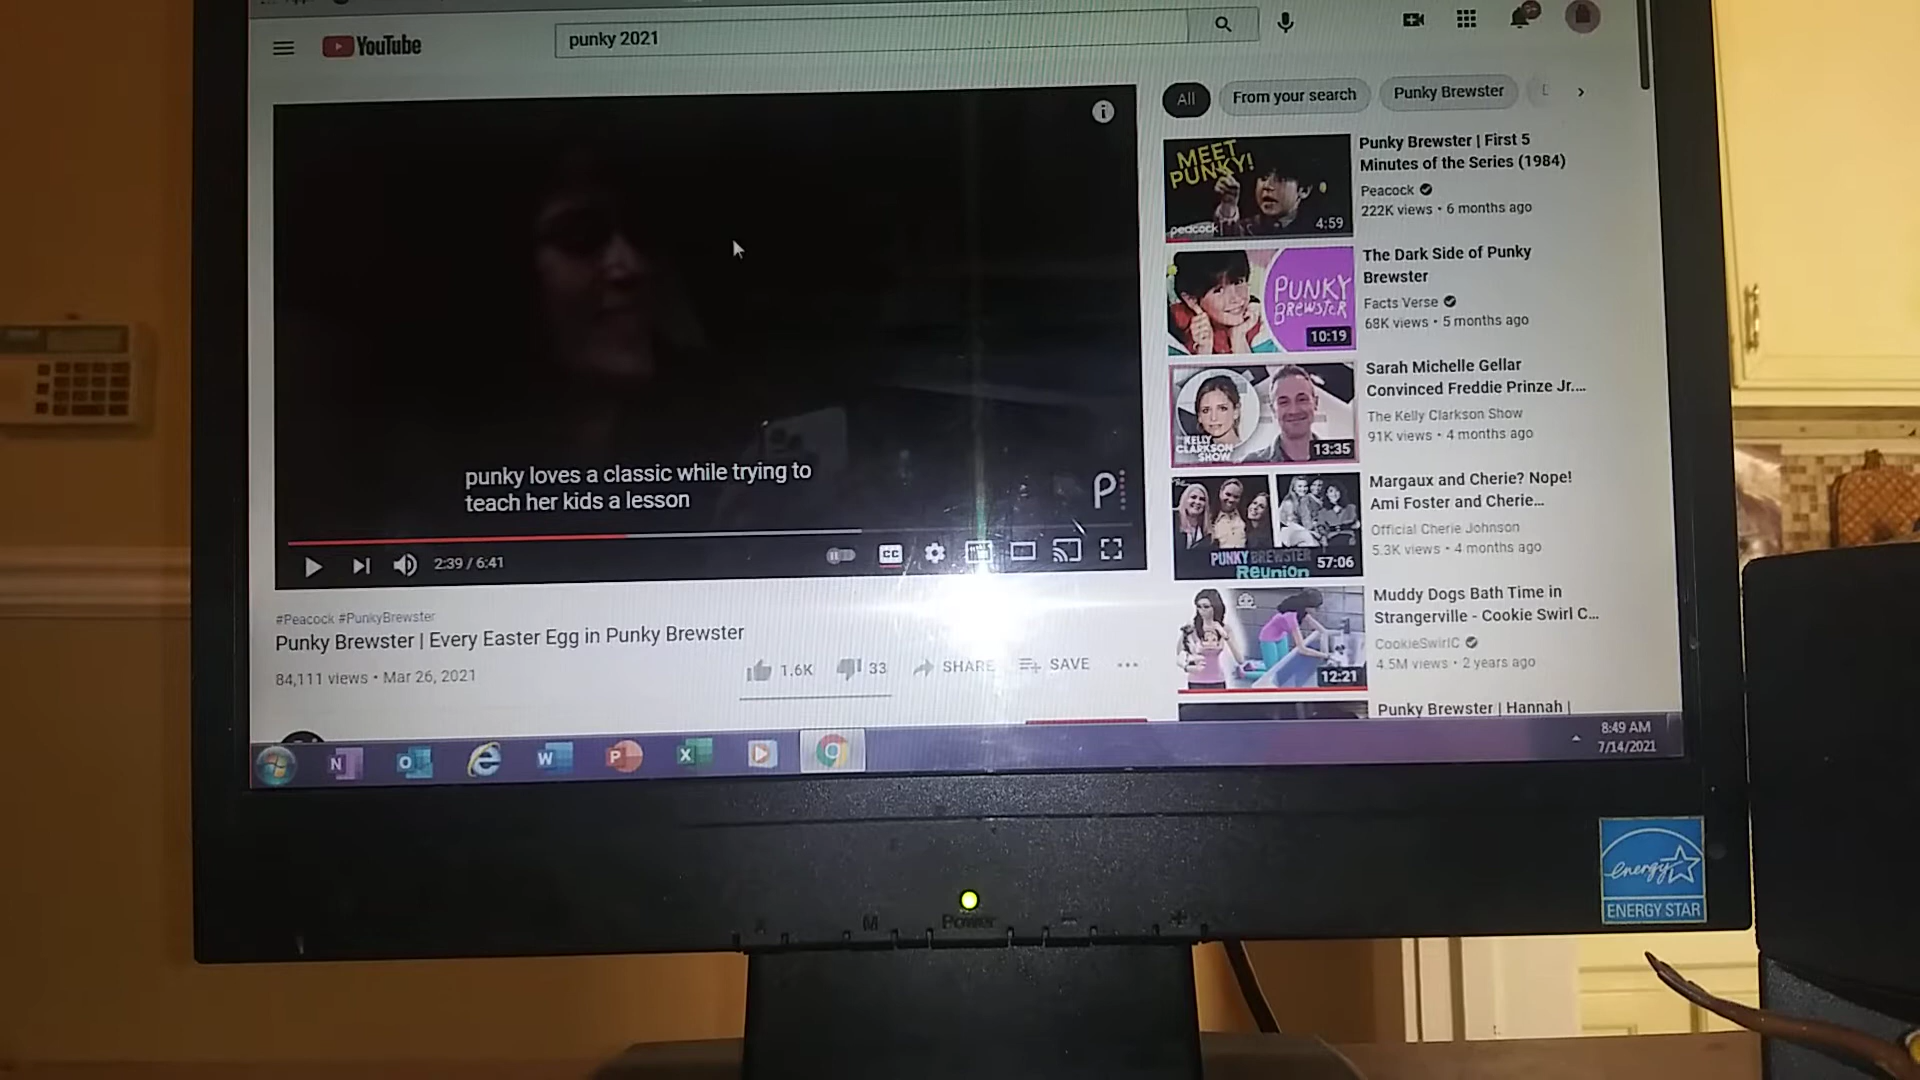 YouTube
punky 2021
All
From your search
Punky Brewster
punky loves a classic while trying to
teach her kids a lesson
2:39 / 6:41
CC
#Peacock #PunkyBrewster
Punky Brewster | Every Easter Egg in Punky Brewster
84,111 views • Mar 26, 2021
1.6K
33
SHARE
SAVE
MEET
PUNKY!
peacock
4:59
Punky Brewster | First 5
Minutes of the Series (1984)
Peacock
222K views • 6 months ago
PUNKY
BREWSTER
10:19
The Dark Side of Punky
Brewster
Facts Verse
68K views • 5 months ago
KELLY
CLARKSON
SHOW
13:35
Sarah Michelle Gellar
Convinced Freddie Prinze Jr....
The Kelly Clarkson Show
91K views • 4 months ago
PUNKY BREWSTER
Reunion
57:06
Margaux and Cherie? Nope!
Ami Foster and Cherie...
Official Cherie Johnson
5.3K views • 4 months ago
12:21
Muddy Dogs Bath Time in
Strangerville - Cookie Swirl C...
CookieSwirlC
4.5M views • 2 years ago
Punky Brewster | Hannah |
8:49 AM
7/14/2021
M
Power
energy
ENERGY STAR